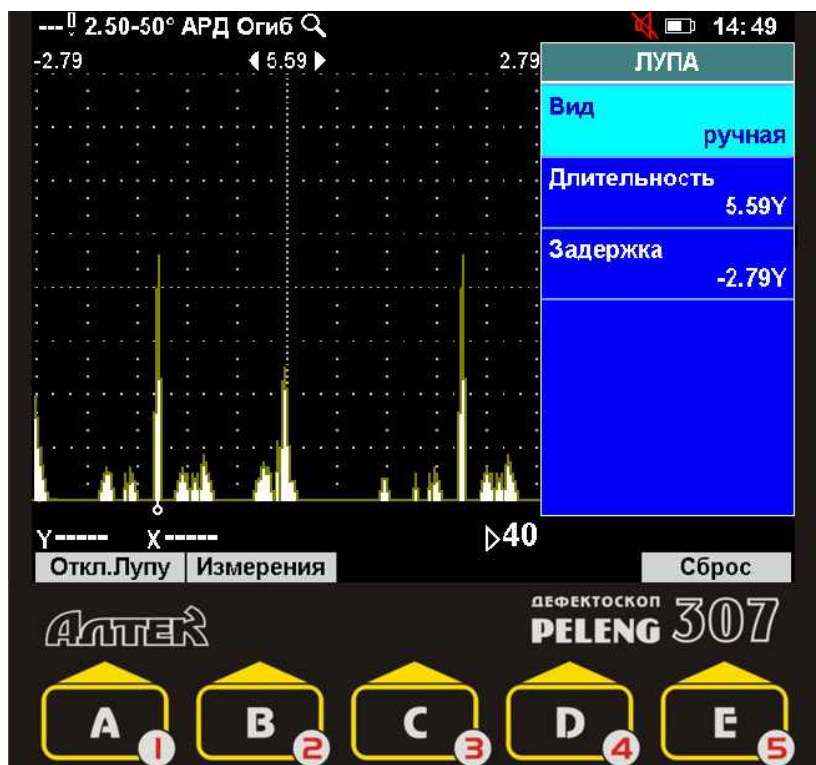 --- 2.50-50° АРД Огиб 14:49
-2.79 5.59 2.79
ЛУПА
Вид
ручная
Длительность
5.59Y
Задержка
-2.79Y
Y----- X----- ▷40
Откл.Лупу Измерения Сброс
Алтек
ДЕФЕКТОСКОП
PELENG 307
A 1 B 2 C 3 D 4 E 5